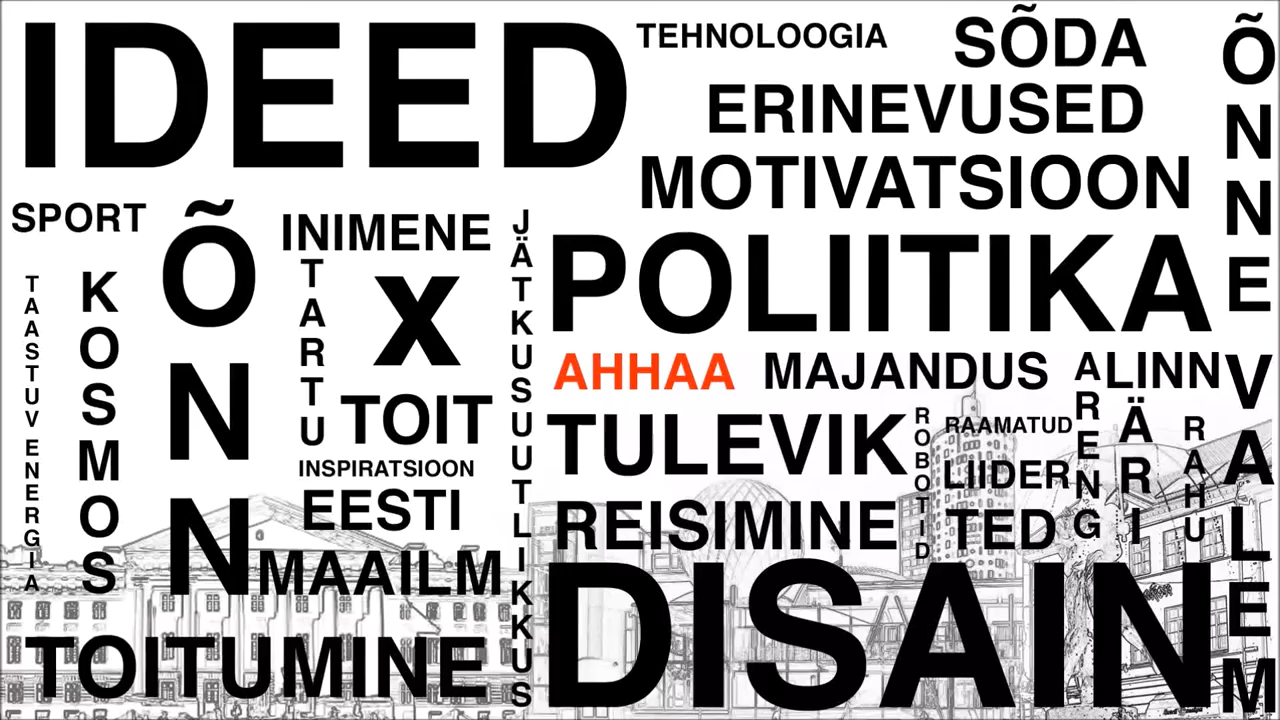 IDEED
TEHNOLOOGIA
SÕDA
ERINEVUSED
MOTIVATSIOON
ÕNNE VALEM
SPORT
ÕNN
INIMENE
JÄTKUSUUTLIKKUS
POLIITIKA
TAASTUV ENERGIA
KOSMOS
TARTU
X
AHHAA
MAJANDUS
ALINN
ARENG
TOIT
TULEVIK
ROBOTID
RAAMATUD
ÄRI
RAHU
INSPIRATSIOON
LIIDER
EESTI
REISIMINE
TED
MAAILM
DISAIN
TOITUMINE